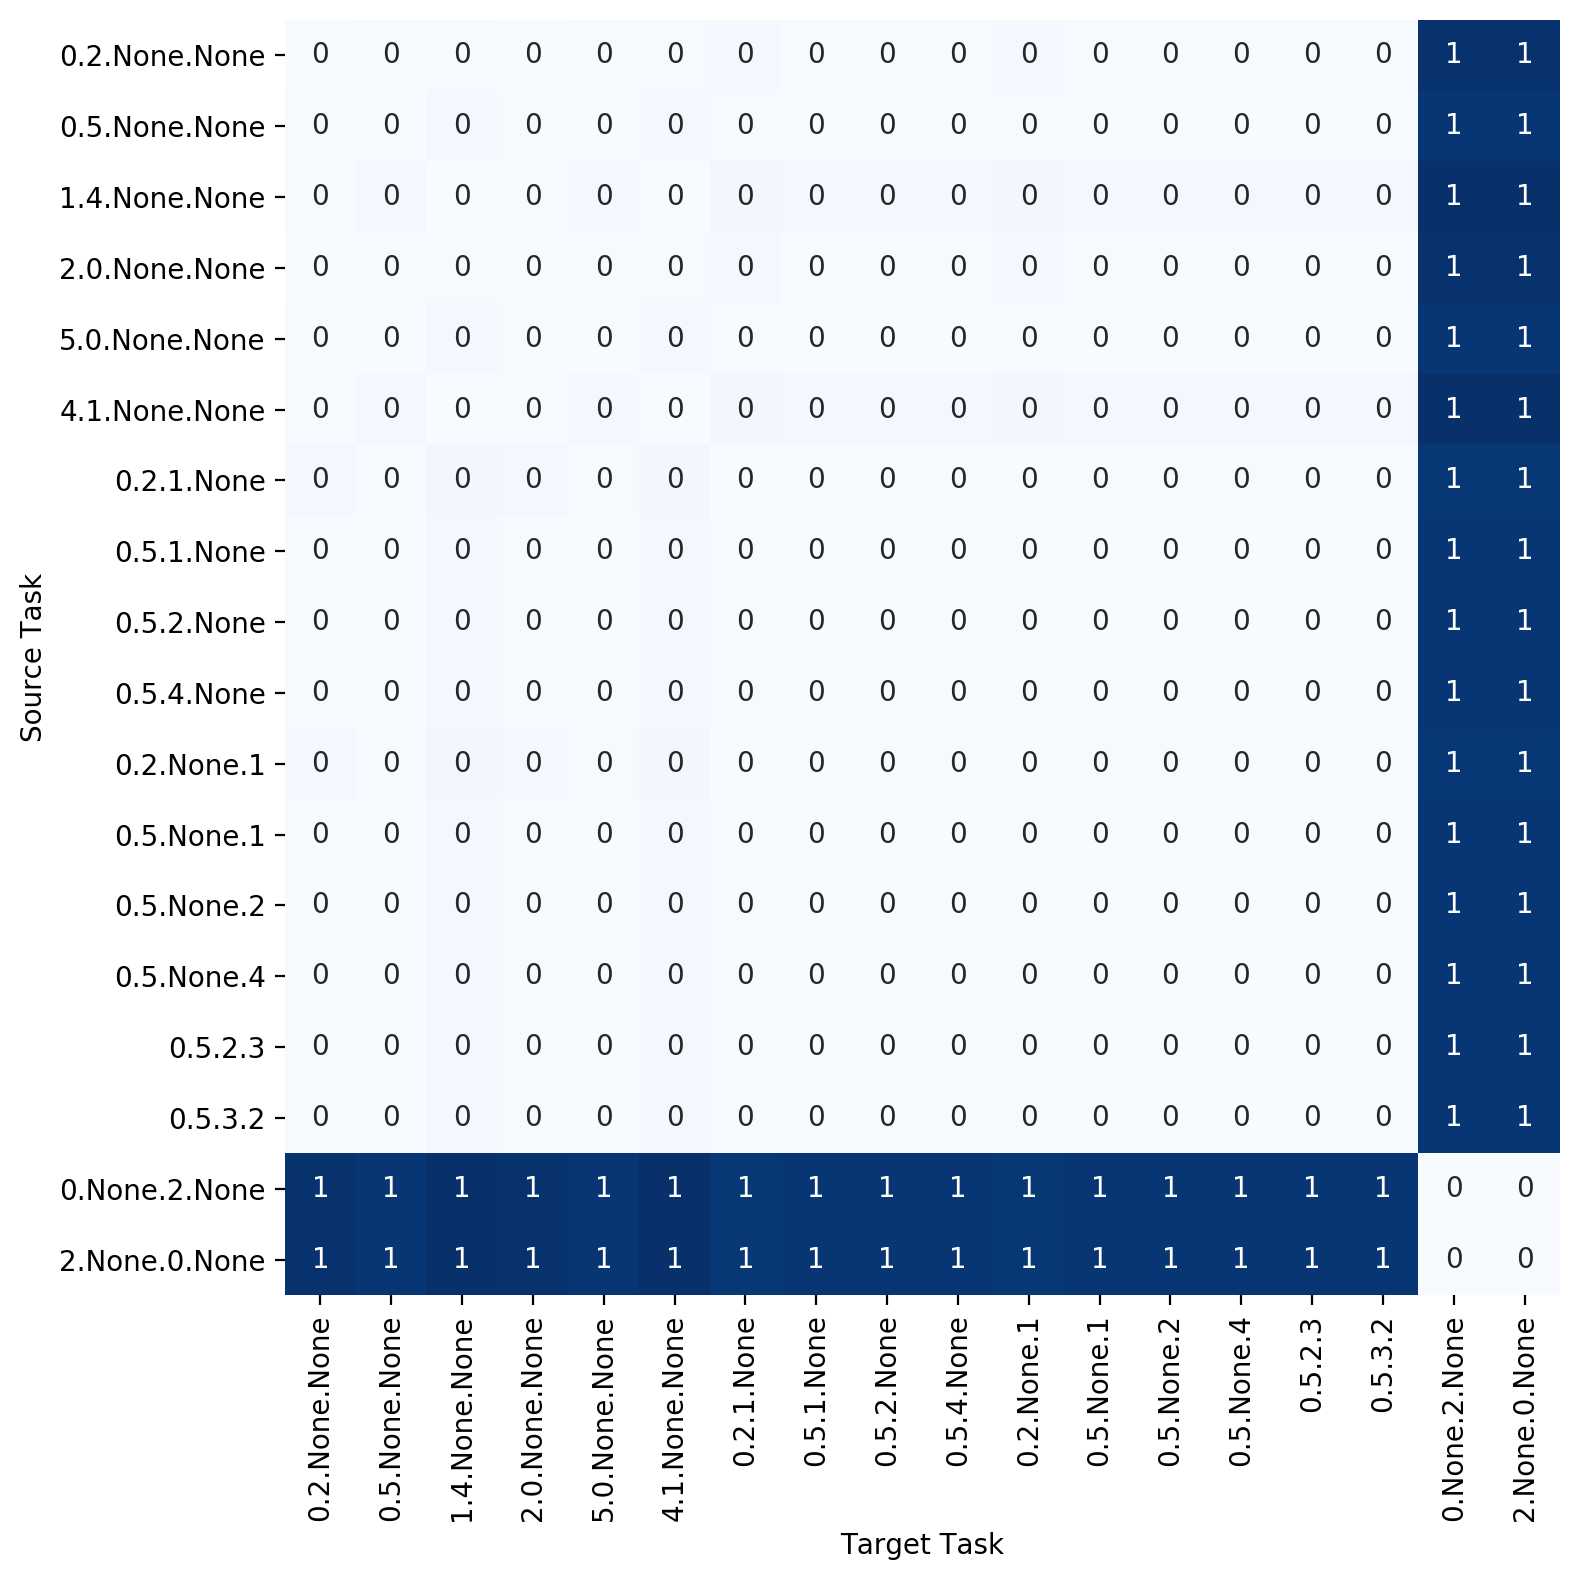 0.2.None.None 0 0 0 0 0 0 0 0 0 0 0 0 0 0 0 0 1 1
0.5.None.None 0 0 0 0 0 0 0 0 0 0 0 0 0 0 0 0 1 1
1.4.None.None 0 0 0 0 0 0 0 0 0 0 0 0 0 0 0 0 1 1
2.0.None.None 0 0 0 0 0 0 0 0 0 0 0 0 0 0 0 0 1 1
5.0.None.None 0 0 0 0 0 0 0 0 0 0 0 0 0 0 0 0 1 1
4.1.None.None 0 0 0 0 0 0 0 0 0 0 0 0 0 0 0 0 1 1
0.2.1.None 0 0 0 0 0 0 0 0 0 0 0 0 0 0 0 0 1 1
0.5.1.None 0 0 0 0 0 0 0 0 0 0 0 0 0 0 0 0 1 1
0.5.2.None 0 0 0 0 0 0 0 0 0 0 0 0 0 0 0 0 1 1
0.5.4.None 0 0 0 0 0 0 0 0 0 0 0 0 0 0 0 0 1 1
0.2.None.1 0 0 0 0 0 0 0 0 0 0 0 0 0 0 0 0 1 1
0.5.None.1 0 0 0 0 0 0 0 0 0 0 0 0 0 0 0 0 1 1
0.5.None.2 0 0 0 0 0 0 0 0 0 0 0 0 0 0 0 0 1 1
0.5.None.4 0 0 0 0 0 0 0 0 0 0 0 0 0 0 0 0 1 1
0.5.2.3 0 0 0 0 0 0 0 0 0 0 0 0 0 0 0 0 1 1
0.5.3.2 0 0 0 0 0 0 0 0 0 0 0 0 0 0 0 0 1 1
0.None.2.None 1 1 1 1 1 1 1 1 1 1 1 1 1 1 1 1 0 0
2.None.0.None 1 1 1 1 1 1 1 1 1 1 1 1 1 1 1 1 0 0
Source Task
0.2.None.None
0.5.None.None
1.4.None.None
2.0.None.None
5.0.None.None
4.1.None.None
0.2.1.None
0.5.1.None
0.5.2.None
0.5.4.None
0.2.None.1
0.5.None.1
0.5.None.2
0.5.None.4
0.5.2.3
0.5.3.2
0.None.2.None
2.None.0.None
Target Task